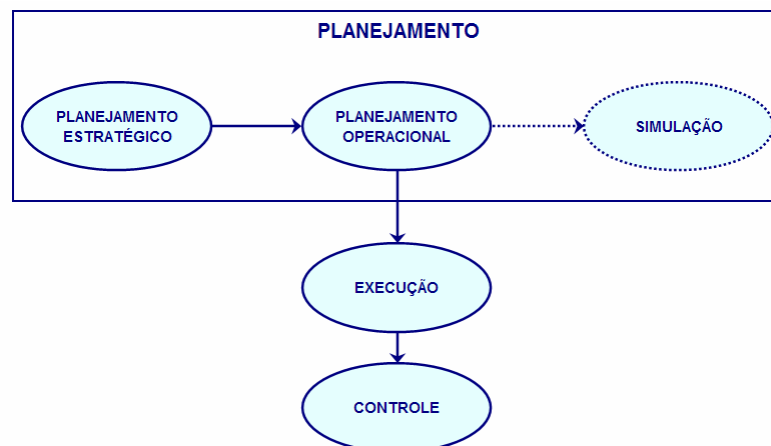 PLANEJAMENTO
PLANEJAMENTO
ESTRATÉGICO
PLANEJAMENTO
OPERACIONAL
SIMULAÇÃO
EXECUÇÃO
CONTROLE